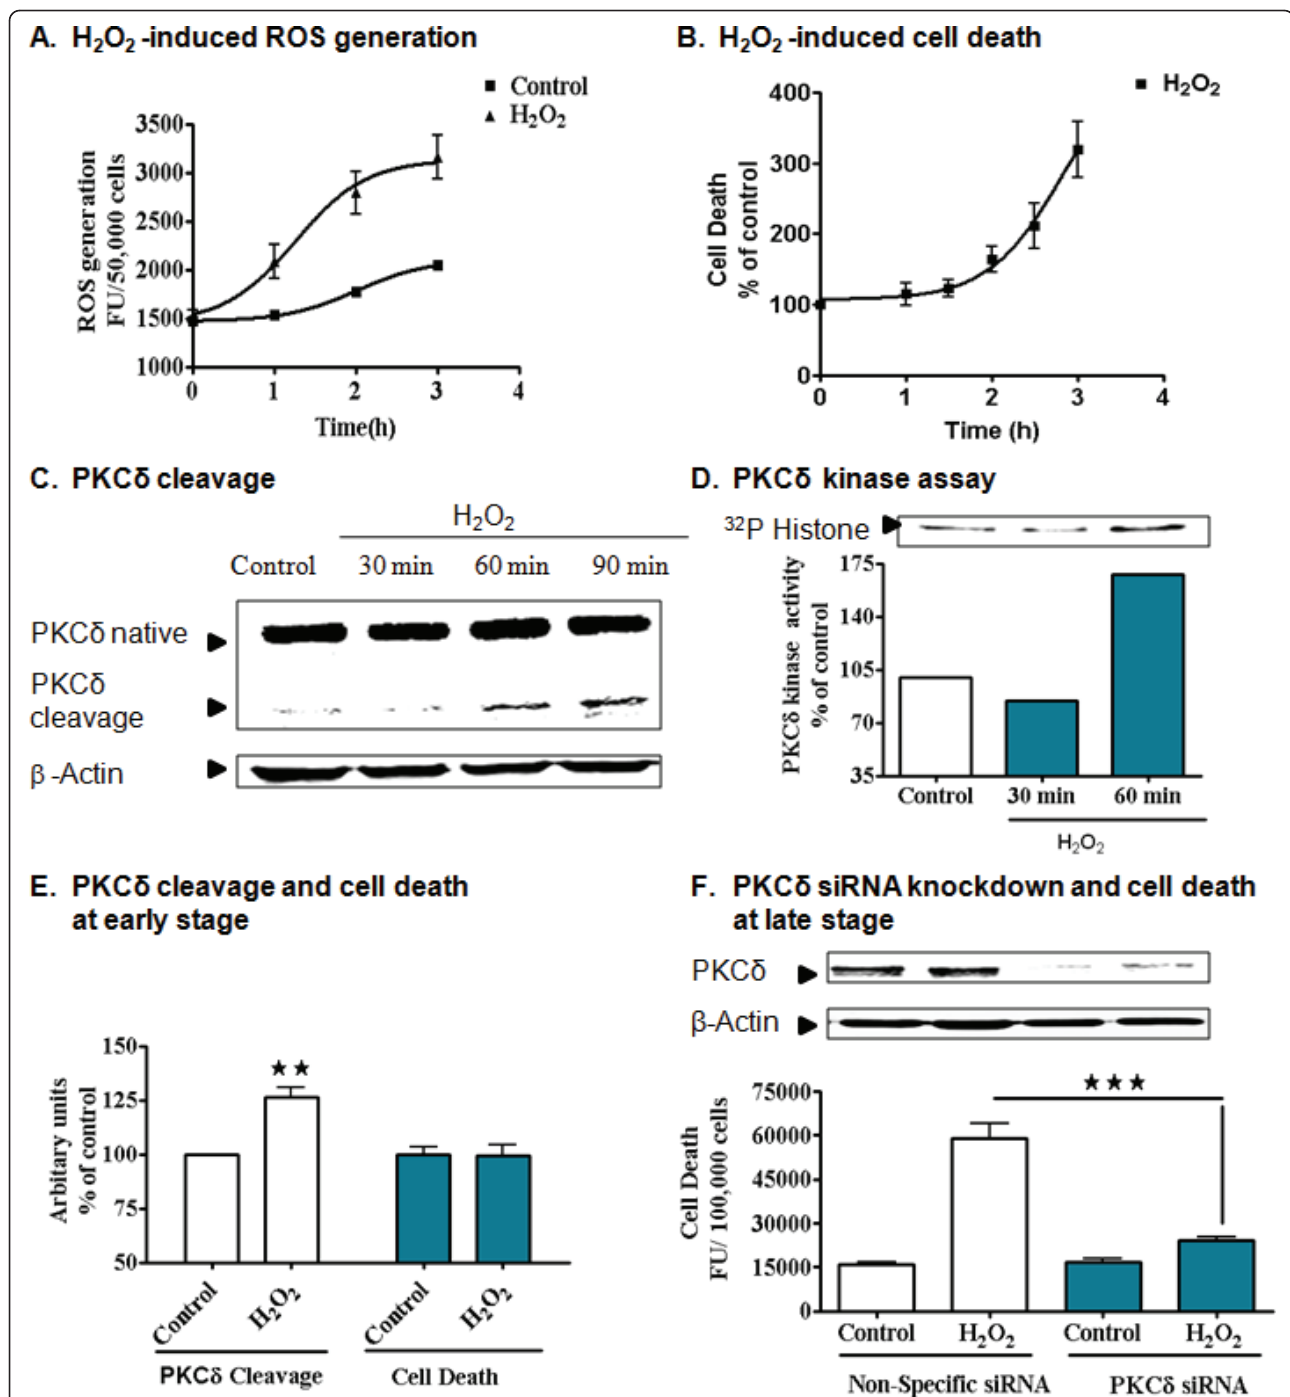 A. H₂O₂ -induced ROS generation
Control
H₂O₂
ROS generation
FU/50,000 cells
3500
3000
2500
2000
1500
1000
0 1 2 3 4
Time(h)
B. H₂O₂ -induced cell death
H₂O₂
Cell Death
% of control
400
300
200
100
0
0 1 2 3 4
Time (h)
C. PKCδ cleavage
H₂O₂
Control 30 min 60 min 90 min
PKCδ native
PKCδ
cleavage
β -Actin
D. PKCδ kinase assay
³²P Histone
PKCδ kinase activity
% of control
175
140
105
70
35
Control 30 min 60 min
H₂O₂
E. PKCδ cleavage and cell death
at early stage
Arbitary units
% of control
150
125
100
75
50
★★
Control H₂O₂ Control H₂O₂
PKCδ Cleavage Cell Death
F. PKCδ siRNA knockdown and cell death
at late stage
PKCδ
β-Actin
Cell Death
FU/ 100,000 cells
75000
60000
45000
30000
15000
0
★★★
Control H₂O₂ Control H₂O₂
Non-Specific siRNA PKCδ siRNA